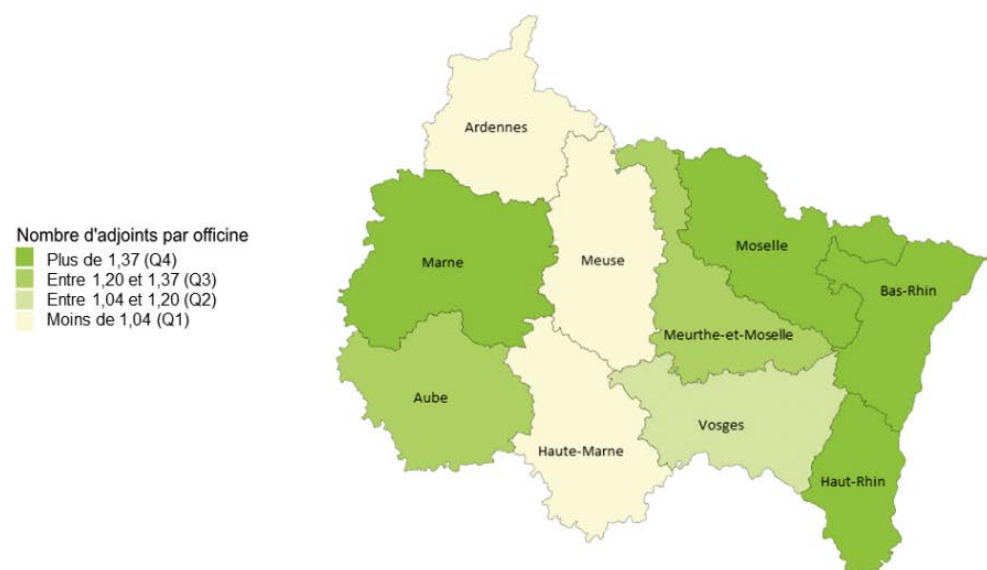 Nombre d'adjoints par officine
Plus de 1,37 (Q4)
Entre 1,20 et 1,37 (Q3)
Entre 1,04 et 1,20 (Q2)
Moins de 1,04 (Q1)
Ardennes
Marne
Meuse
Moselle
Bas-Rhin
Meurthe-et-Moselle
Aube
Vosges
Haute-Marne
Haut-Rhin